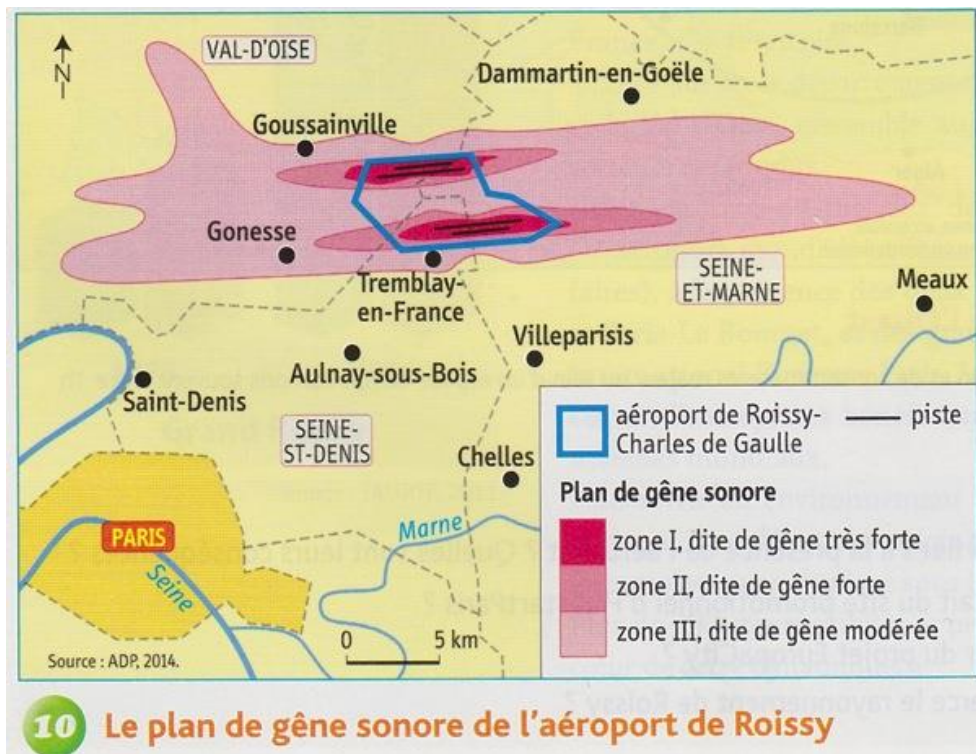 N
VAL-D'OISE
Dammartin-en-Goële
Goussainville
Gonesse
Tremblay-
en-France
SEINE-
ET-MARNE
Meaux
Villeparisis
Aulnay-sous-Bois
Saint-Denis
SEINE-
ST-DENIS
Chelles
Marne
PARIS
Seine
0 5 km
Source : ADP, 2014.
aéroport de Roissy-
Charles de Gaulle
piste
Plan de gêne sonore
zone I, dite de gêne très forte
zone II, dite de gêne forte
zone III, dite de gêne modérée
10 Le plan de gêne sonore de l'aéroport de Roissy